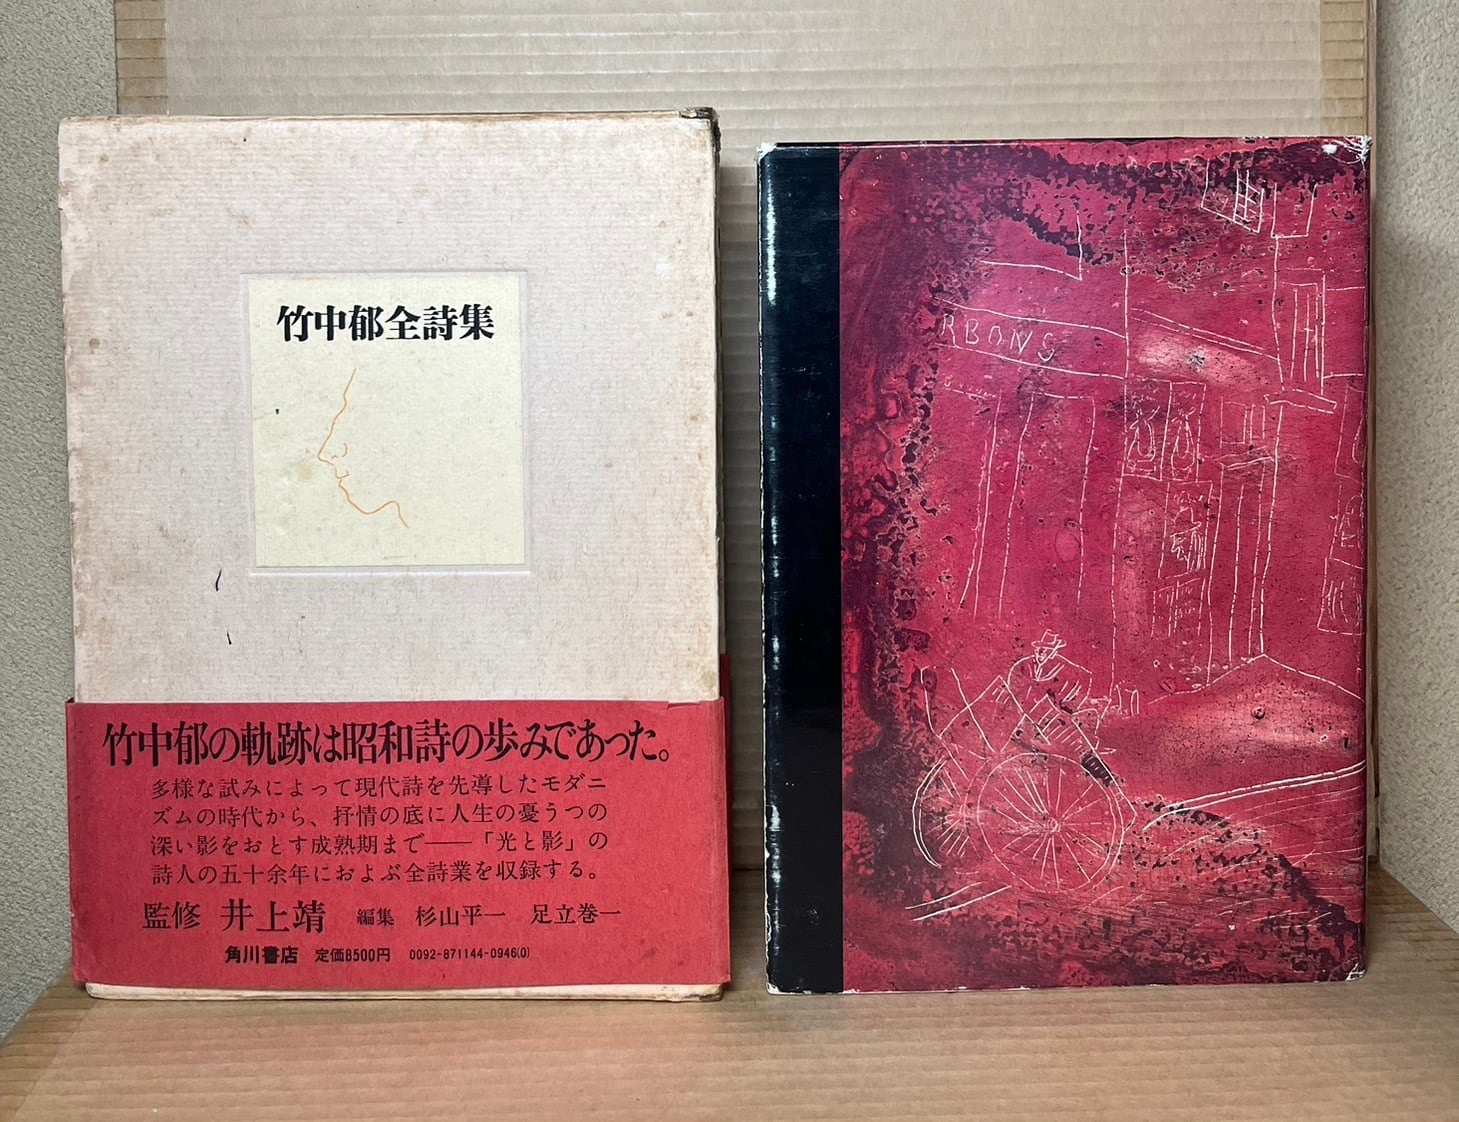 竹中郁全詩集
竹中郁の軌跡は昭和詩の歩みであった。
多様な試みによって現代詩を先導したモダニ
ズムの時代から、抒情の底に人生の憂うつの
深い影をおとす成熟期まで――「光と影」の
詩人の五十余年におよぶ全詩業を収録する。
監修 井上靖 編集 杉山平一 足立巻一
角川書店 定価8500円 0092-871144-0946(0)
RBONS